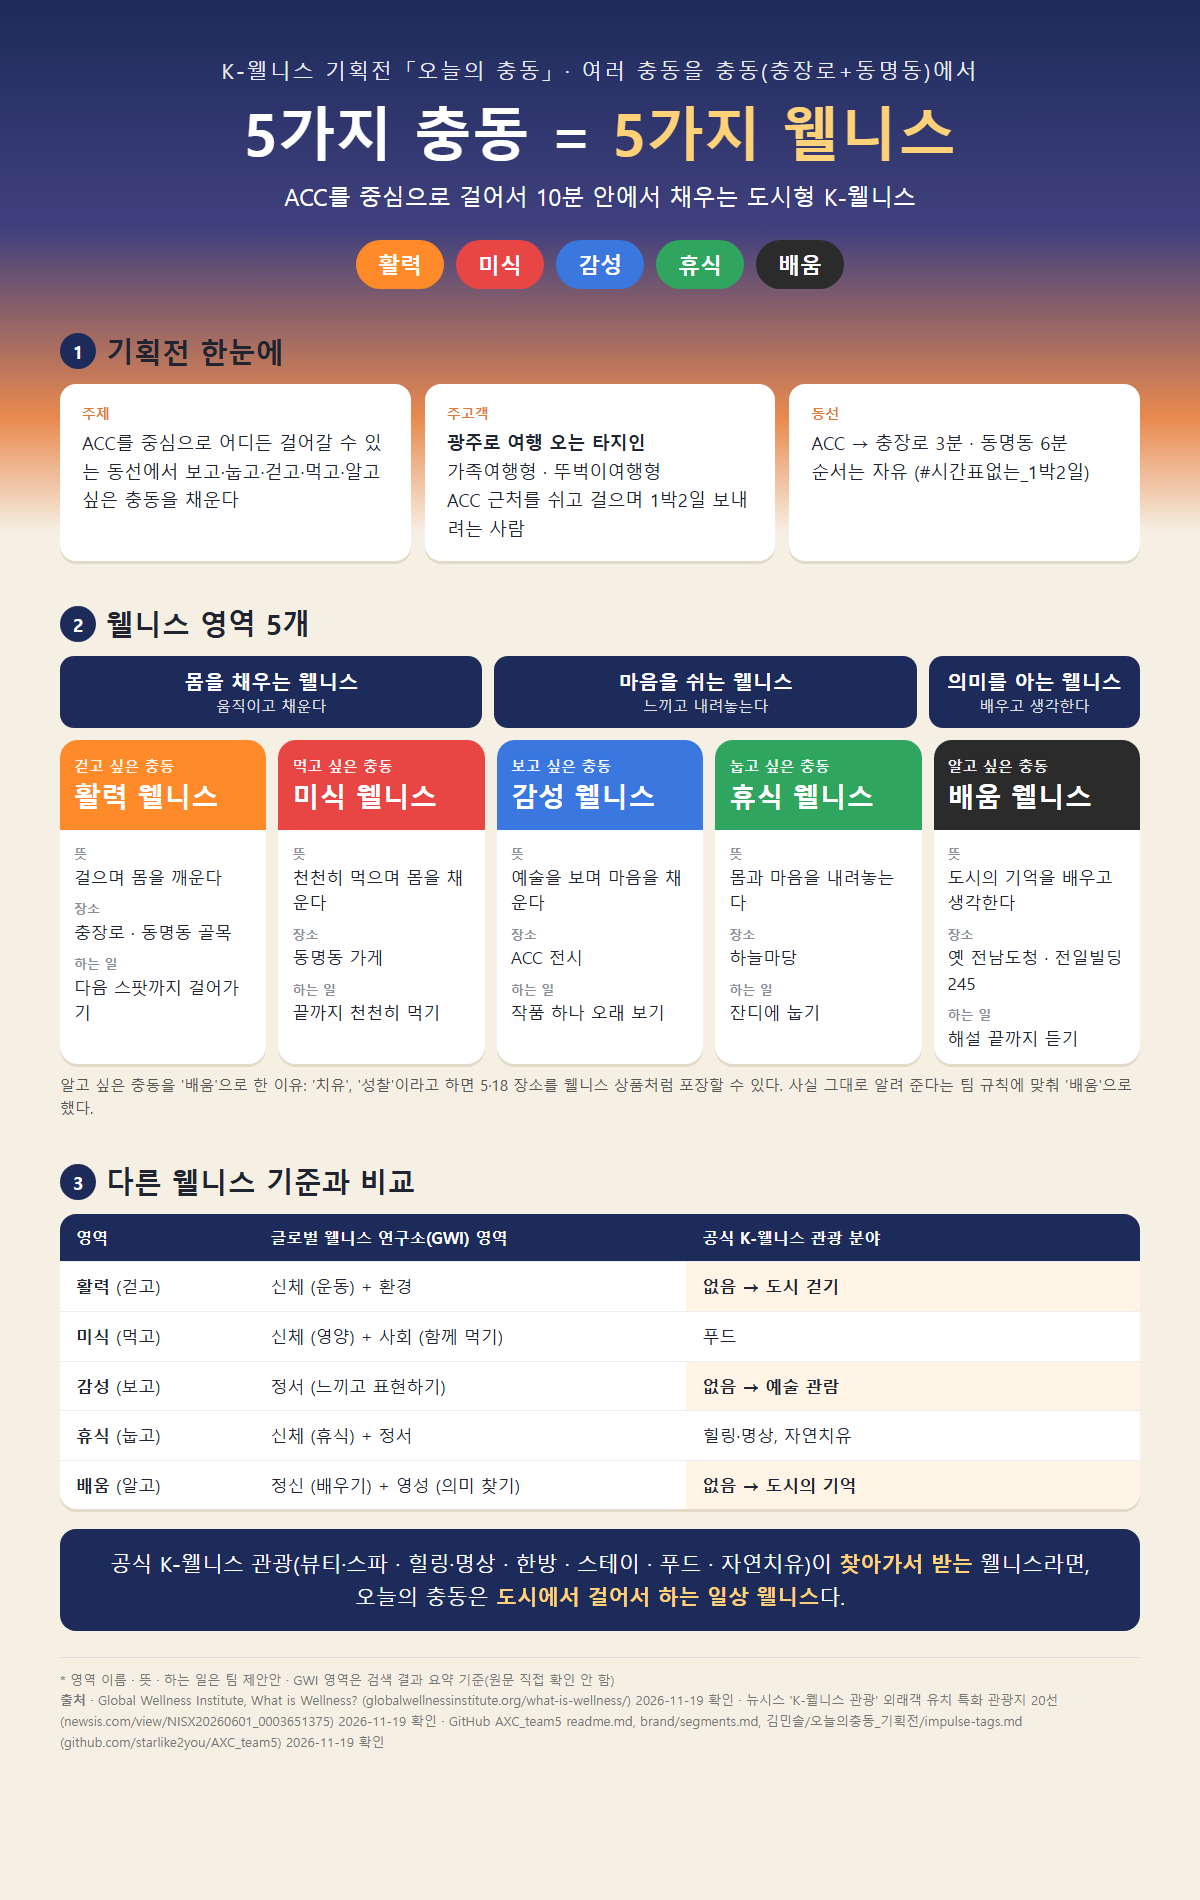 K-웰니스 기획전「오늘의 충동」· 여러 충동을 충동(충장로+동명동)에서
5가지 충동 = 5가지 웰니스
ACC를 중심으로 걸어서 10분 안에서 채우는 도시형 K-웰니스
활력
미식
감성
휴식
배움
1 기획전 한눈에
주제
ACC를 중심으로 어디든 걸어갈 수 있
는 동선에서 보고·눕고·걷고·먹고·알고
싶은 충동을 채운다
주고객
광주로 여행 오는 타지인
가족여행형 · 뚜벅이여행형
ACC 근처를 쉬고 걸으며 1박2일 보내
려는 사람
동선
ACC → 충장로 3분 · 동명동 6분
순서는 자유 (#시간표없는_1박2일)
2 웰니스 영역 5개
몸을 채우는 웰니스
움직이고 채운다
마음을 쉬는 웰니스
느끼고 내려놓는다
의미를 아는 웰니스
배우고 생각한다
걷고 싶은 충동
활력 웰니스
뜻
걸으며 몸을 깨운다
장소
충장로 · 동명동 골목
하는 일
다음 스팟까지 걸어가
기
먹고 싶은 충동
미식 웰니스
뜻
천천히 먹으며 몸을 채
운다
장소
동명동 가게
하는 일
끝까지 천천히 먹기
보고 싶은 충동
감성 웰니스
뜻
예술을 보며 마음을 채
운다
장소
ACC 전시
하는 일
작품 하나 오래 보기
눕고 싶은 충동
휴식 웰니스
뜻
몸과 마음을 내려놓는
다
장소
하늘마당
하는 일
잔디에 눕기
알고 싶은 충동
배움 웰니스
뜻
도시의 기억을 배우고
생각한다
장소
옛 전남도청 · 전일빌딩
245
하는 일
해설 끝까지 듣기
알고 싶은 충동을 '배움'으로 한 이유: '치유', '성찰'이라고 하면 5·18 장소를 웰니스 상품처럼 포장할 수 있다. 사실 그대로 알려 준다는 팀 규칙에 맞춰 '배움'으로
했다.
3 다른 웰니스 기준과 비교
영역 글로벌 웰니스 연구소(GWI) 영역 공식 K-웰니스 관광 분야
활력 (걷고) 신체 (운동) + 환경 없음 → 도시 걷기
미식 (먹고) 신체 (영양) + 사회 (함께 먹기) 푸드
감성 (보고) 정서 (느끼고 표현하기) 없음 → 예술 관람
휴식 (눕고) 신체 (휴식) + 정서 힐링·명상, 자연치유
배움 (알고) 정신 (배우기) + 영성 (의미 찾기) 없음 → 도시의 기억
공식 K-웰니스 관광(뷰티·스파 · 힐링·명상 · 한방 · 스테이 · 푸드 · 자연치유)이 찾아가서 받는 웰니스라면,
오늘의 충동은 도시에서 걸어서 하는 일상 웰니스다.
* 영역 이름 · 뜻 · 하는 일은 팀 제안안 · GWI 영역은 검색 결과 요약 기준(원문 직접 확인 안 함)
출처 · Global Wellness Institute, What is Wellness? (globalwellnessinstitute.org/what-is-wellness/) 2026-11-19 확인 · 뉴시스 'K-웰니스 관광' 외래객 유치 특화 관광지 20선
(newsis.com/view/NISX20260601_0003651375) 2026-11-19 확인 · GitHub AXC_team5 readme.md, brand/segments.md, 김민솔/오늘의충동_기획전/impulse-tags.md
(github.com/starlike2you/AXC_team5) 2026-11-19 확인